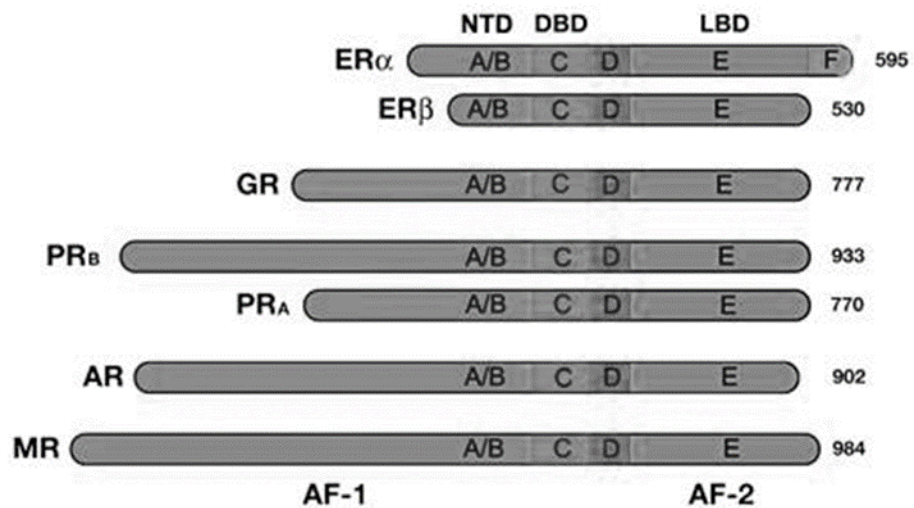 NTD DBD LBD
ERα A/B C D E F 595
ERβ A/B C D E 530
GR A/B C D E 777
PRB A/B C D E 933
PRA A/B C D E 770
AR A/B C D E 902
MR A/B C D E 984
AF-1 AF-2